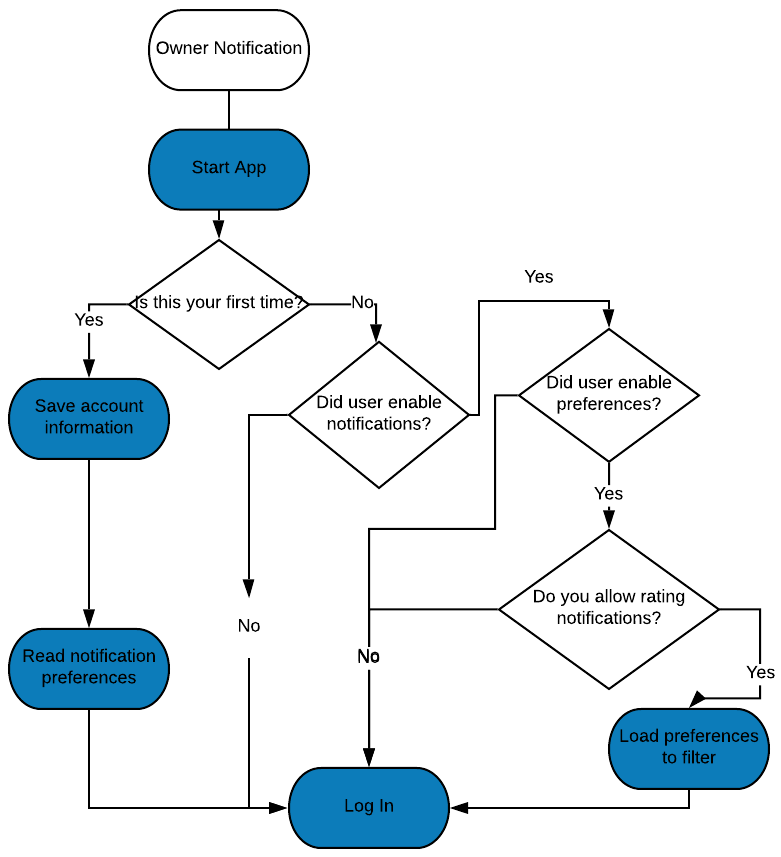 Owner Notification
Start App
Is this your first time?
Yes
No
Yes
Did user enable
notifications?
Did user enable
preferences?
Save account
information
Yes
Do you allow rating
notifications?
No
Read notification
preferences
No
No
Yes
Load preferences
to filter
Log In